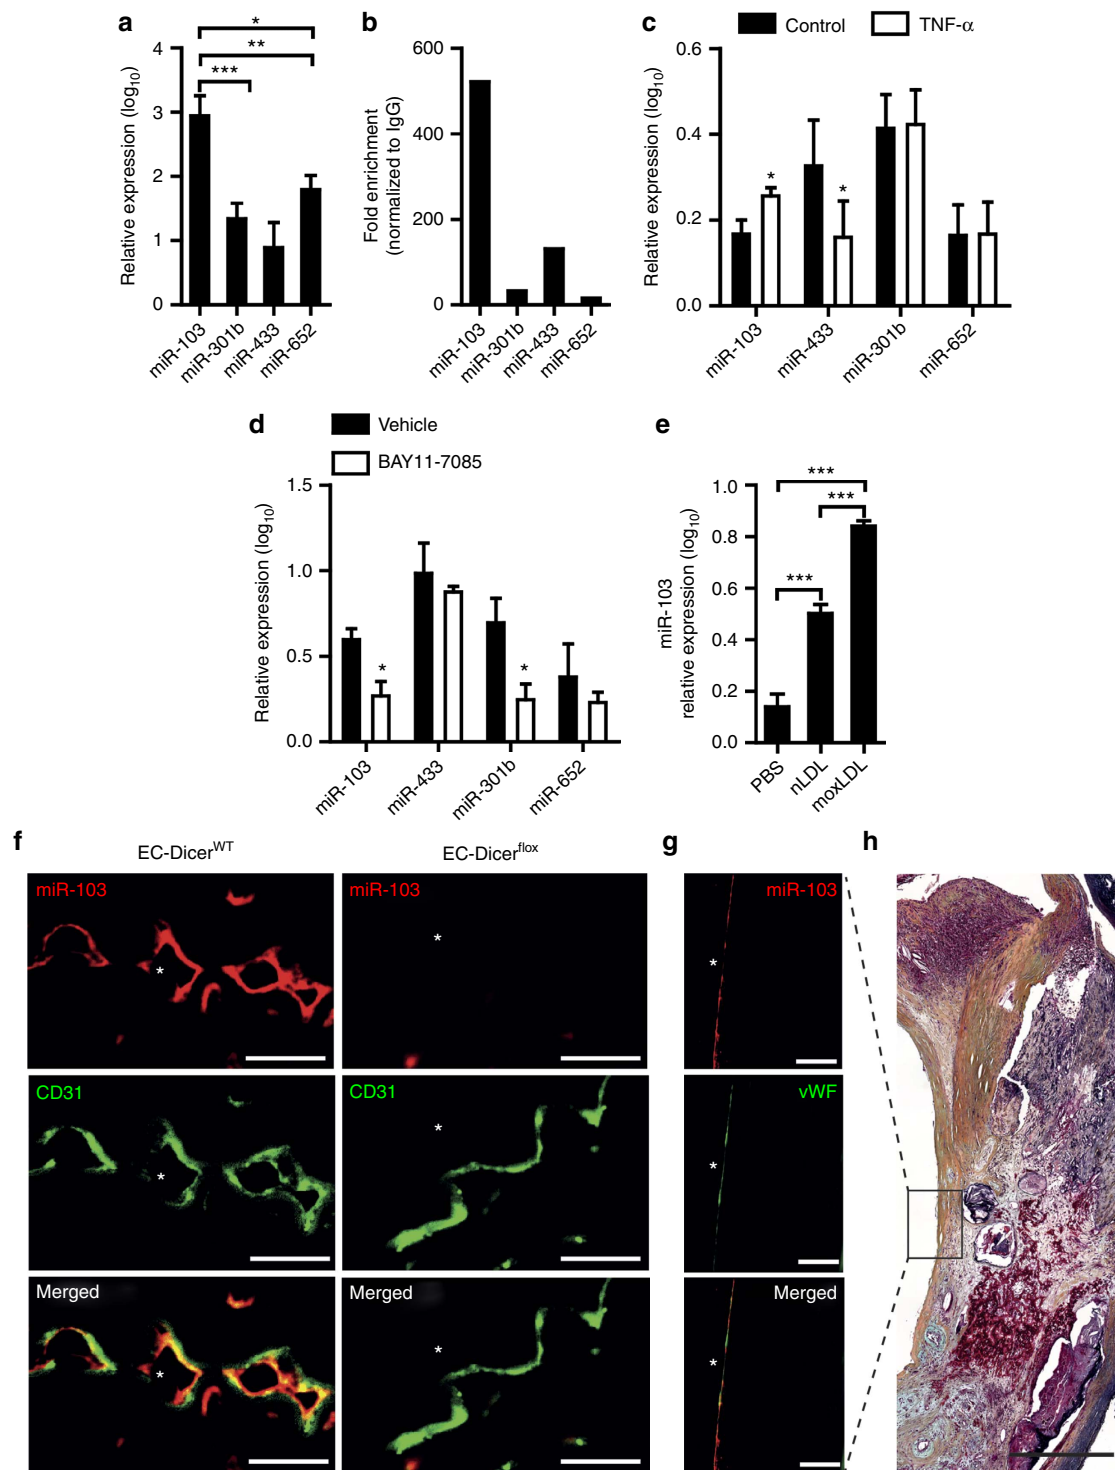 a
Relative expression (log10)
4
3
2
1
0
*
**
***
miR-103
miR-301b
miR-433
miR-652
b
Fold enrichment
(normalized to IgG)
600
400
200
0
miR-103
miR-301b
miR-433
miR-652
c
Control
TNF-α
Relative expression (log10)
0.6
0.4
0.2
0.0
*
*
miR-103
miR-433
miR-301b
miR-652
d
Vehicle
BAY11-7085
Relative expression (log10)
1.5
1.0
0.5
0.0
*
*
miR-103
miR-433
miR-301b
miR-652
e
miR-103
relative expression (log10)
1.0
0.8
0.6
0.4
0.2
0.0
***
***
***
PBS
nLDL
moxLDL
f
EC-DicerWT
EC-Dicerflox
miR-103
*
miR-103
*
CD31
*
CD31
*
Merged
*
Merged
*
g
miR-103
*
vWF
*
Merged
*
h